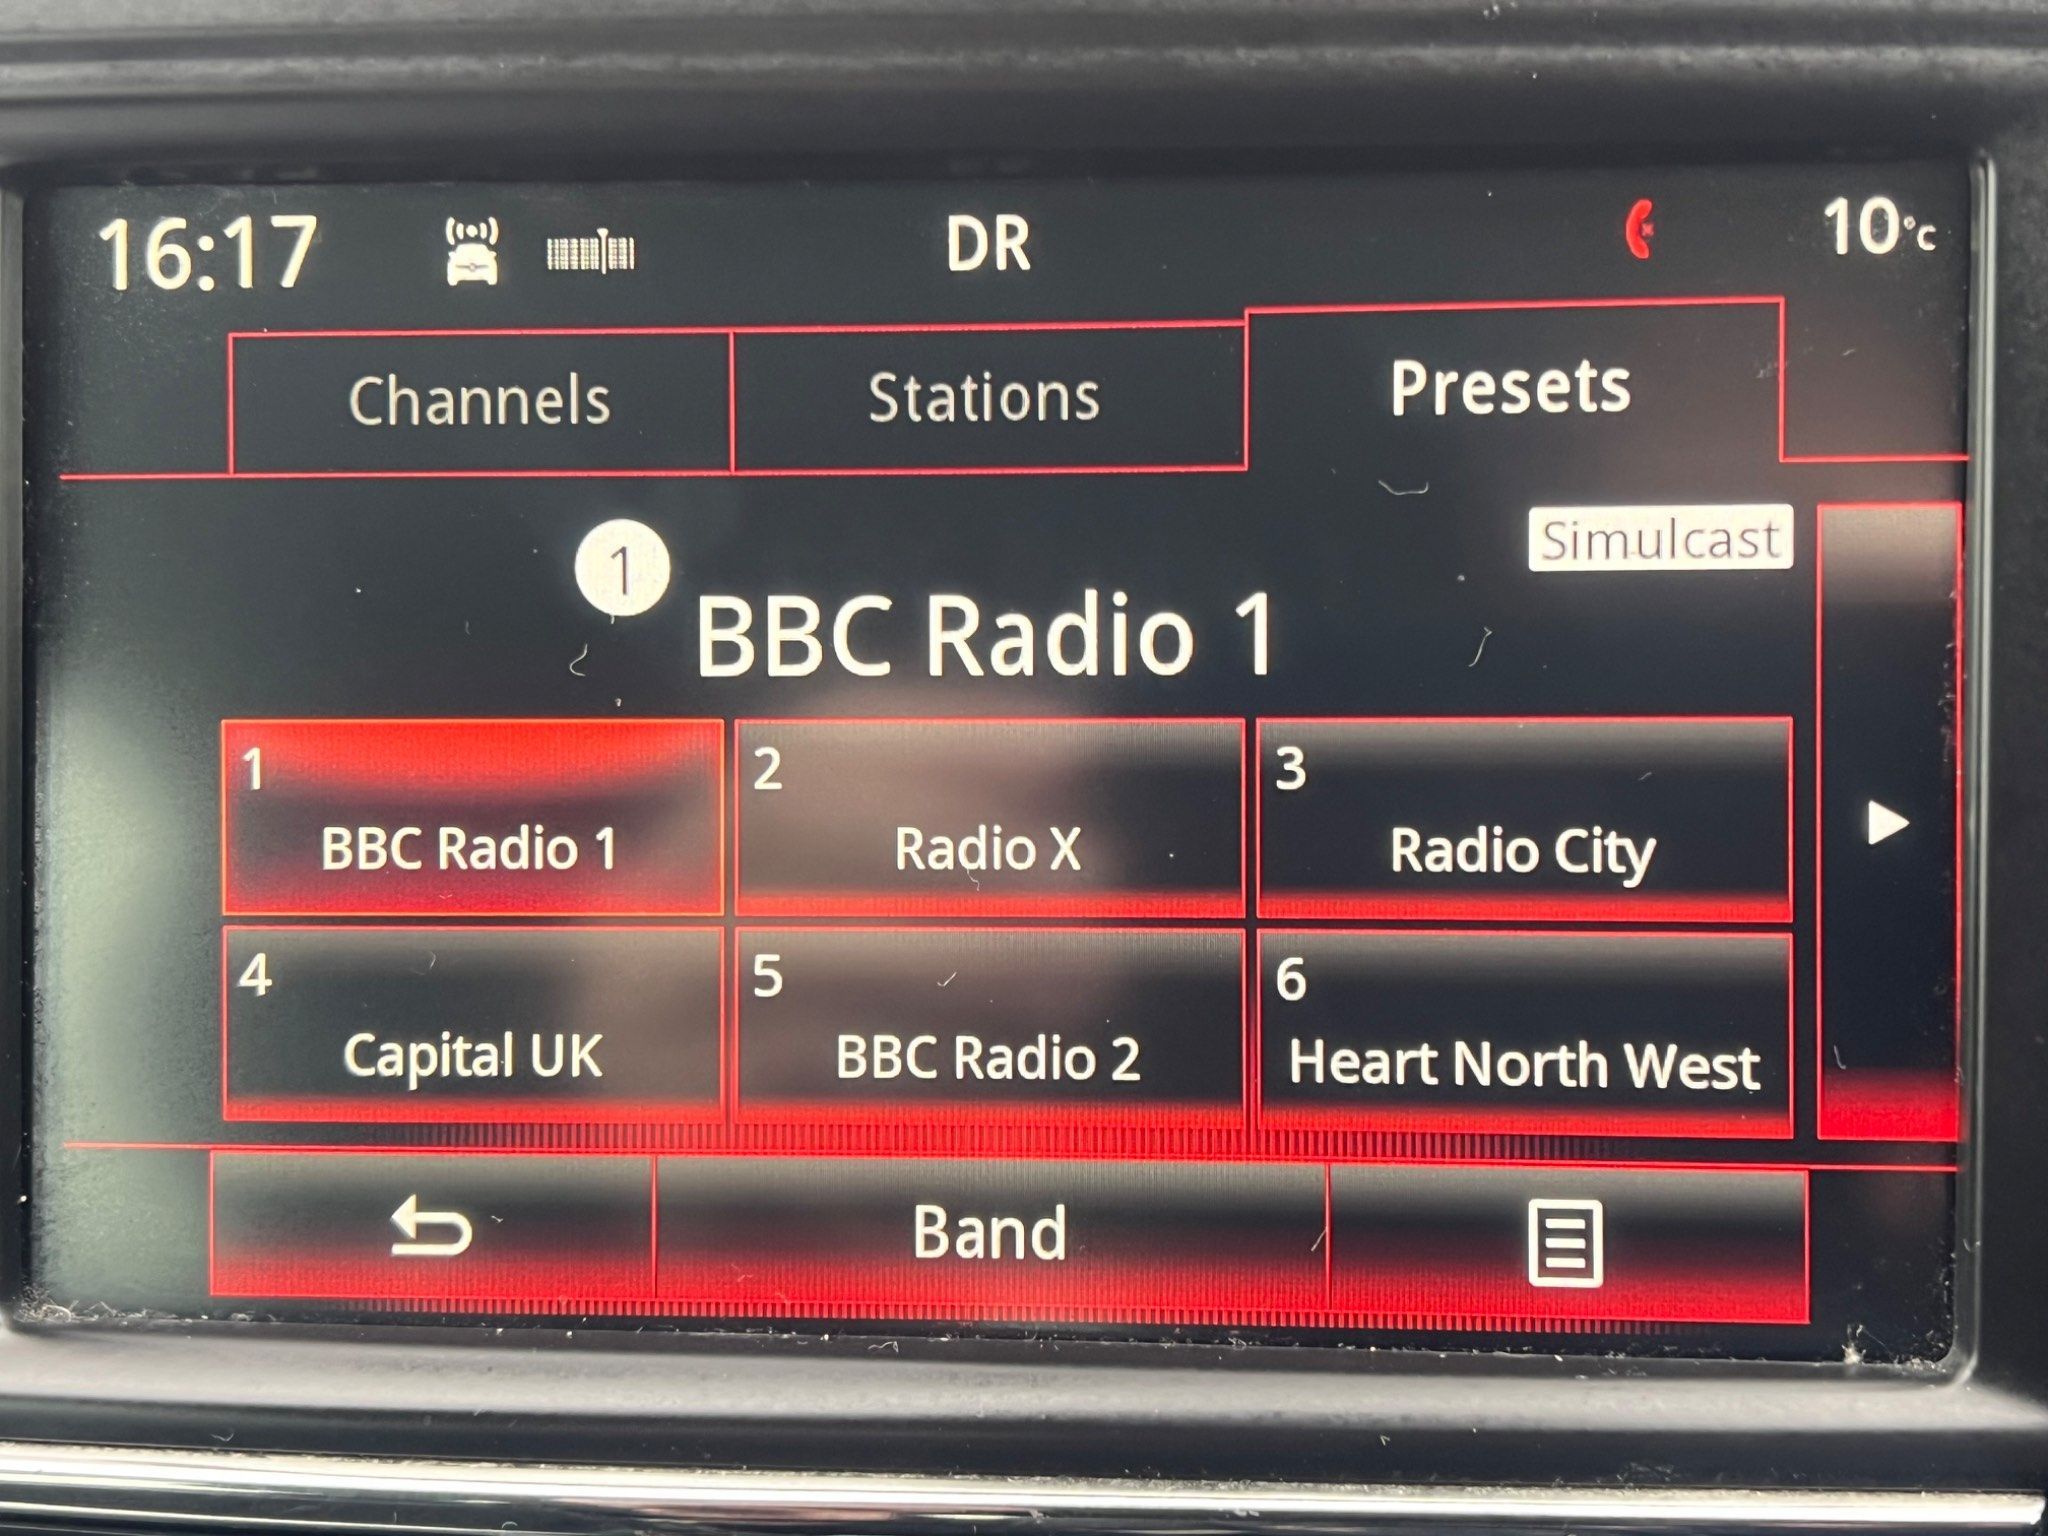 16:17 DR 10°C
Channels Stations Presets
Simulcast
1
BBC Radio 1
1 2 3
BBC Radio 1 Radio X Radio City
4 5 6
Capital UK BBC Radio 2 Heart North West
Band